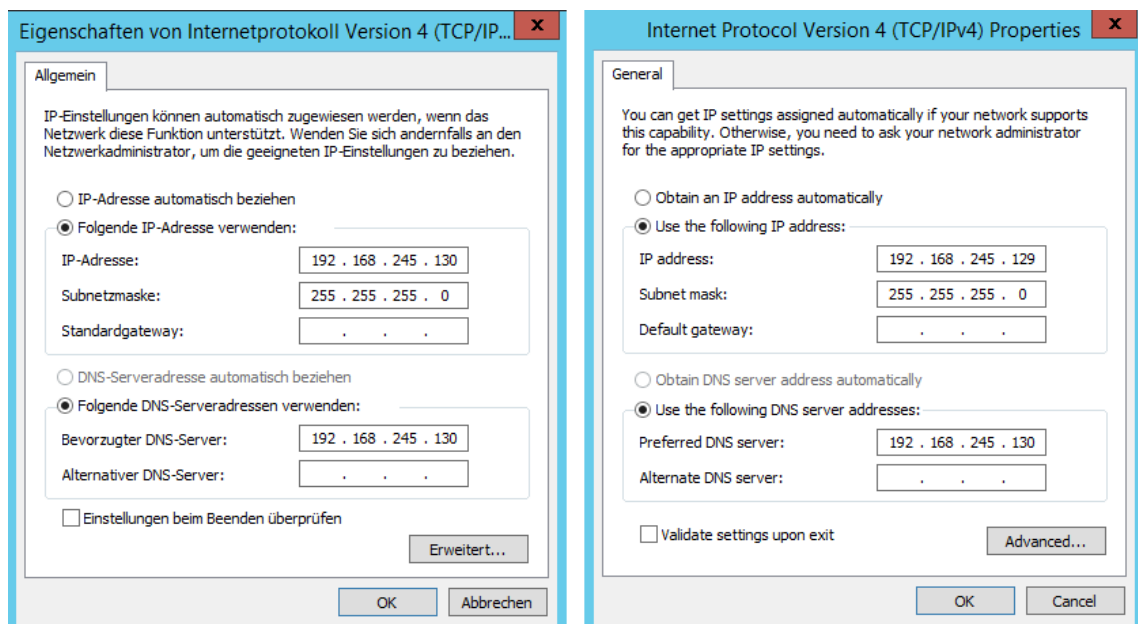 Eigenschaften von Internetprotokoll Version 4 (TCP/IP...
x
Allgemein
IP-Einstellungen können automatisch zugewiesen werden, wenn das
Netzwerk diese Funktion unterstützt. Wenden Sie sich andernfalls an den
Netzwerkadministrator, um die geeigneten IP-Einstellungen zu beziehen.
IP-Adresse automatisch beziehen
Folgende IP-Adresse verwenden:
IP-Adresse: 192 . 168 . 245 . 130
Subnetzmaske: 255 . 255 . 255 . 0
Standardgateway: . . .
DNS-Serveradresse automatisch beziehen
Folgende DNS-Serveradressen verwenden:
Bevorzugter DNS-Server: 192 . 168 . 245 . 130
Alternativer DNS-Server: . . .
Einstellungen beim Beenden überprüfen
Erweitert...
OK Abbrechen
Internet Protocol Version 4 (TCP/IPv4) Properties
x
General
You can get IP settings assigned automatically if your network supports
this capability. Otherwise, you need to ask your network administrator
for the appropriate IP settings.
Obtain an IP address automatically
Use the following IP address:
IP address: 192 . 168 . 245 . 129
Subnet mask: 255 . 255 . 255 . 0
Default gateway: . . .
Obtain DNS server address automatically
Use the following DNS server addresses:
Preferred DNS server: 192 . 168 . 245 . 130
Alternate DNS server: . . .
Validate settings upon exit
Advanced...
OK Cancel